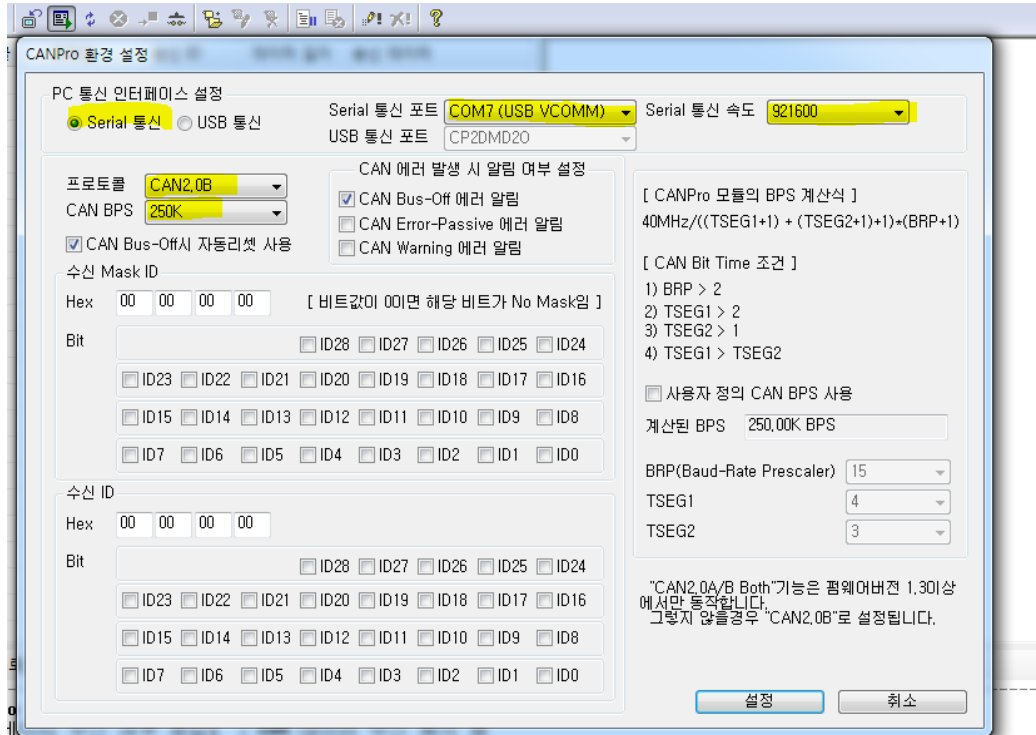 CANPro 환경 설정
PC 통신 인터페이스 설정
Serial 통신 USB 통신
Serial 통신 포트 COM7 (USB VCOMM) Serial 통신 속도 921600
USB 통신 포트 CP2DMD20
프로토콜 CAN2.0B
CAN BPS 250K
CAN Bus-Off시 자동리셋 사용
CAN 에러 발생 시 알림 여부 설정
CAN Bus-Off 에러 알림
CAN Error-Passive 에러 알림
CAN Warning 에러 알림
수신 Mask ID
Hex 00 00 00 00 [ 비트값이 0이면 해당 비트가 No Mask임 ]
Bit
ID28 ID27 ID26 ID25 ID24
ID23 ID22 ID21 ID20 ID19 ID18 ID17 ID16
ID15 ID14 ID13 ID12 ID11 ID10 ID9 ID8
ID7 ID6 ID5 ID4 ID3 ID2 ID1 ID0
수신 ID
Hex 00 00 00 00
Bit
ID28 ID27 ID26 ID25 ID24
ID23 ID22 ID21 ID20 ID19 ID18 ID17 ID16
ID15 ID14 ID13 ID12 ID11 ID10 ID9 ID8
ID7 ID6 ID5 ID4 ID3 ID2 ID1 ID0
[ CANPro 모듈의 BPS 계산식 ]
40MHz/((TSEG1+1) + (TSEG2+1)+1)*(BRP+1)
[ CAN Bit Time 조건 ]
1) BRP > 2
2) TSEG1 > 2
3) TSEG2 > 1
4) TSEG1 > TSEG2
사용자 정의 CAN BPS 사용
계산된 BPS 250.00K BPS
BRP(Baud-Rate Prescaler) 15
TSEG1 4
TSEG2 3
"CAN2.0A/B Both"기능은 펌웨어버전 1.3이상
에서만 동작합니다.
그렇지 않을경우 "CAN2.0B"로 설정됩니다.
설정 취소